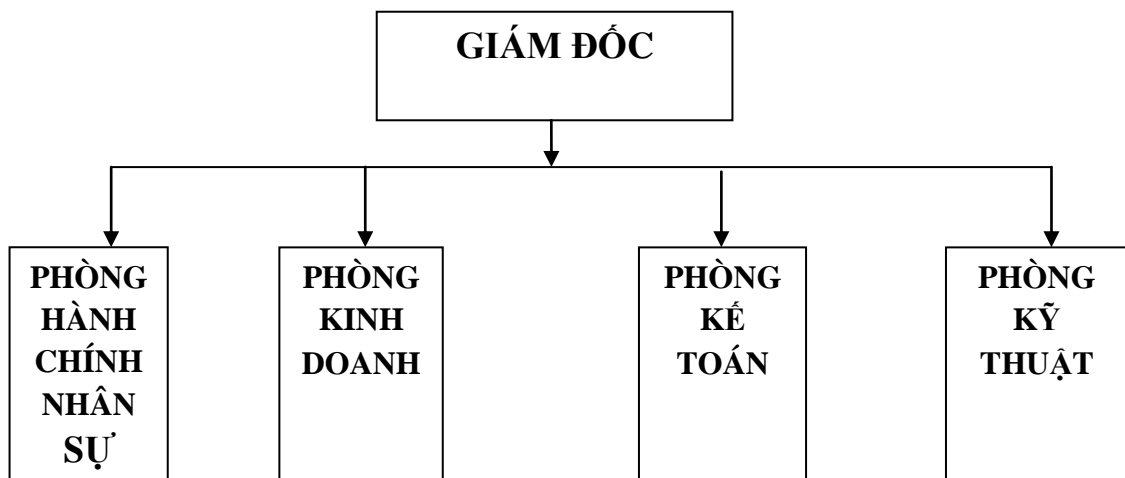 GIÁM ĐỐC
PHÒNG
HÀNH
CHÍNH
NHÂN
SỰ
PHÒNG
KINH
DOANH
PHÒNG
KẾ
TOÁN
PHÒNG
KỸ
THUẬT